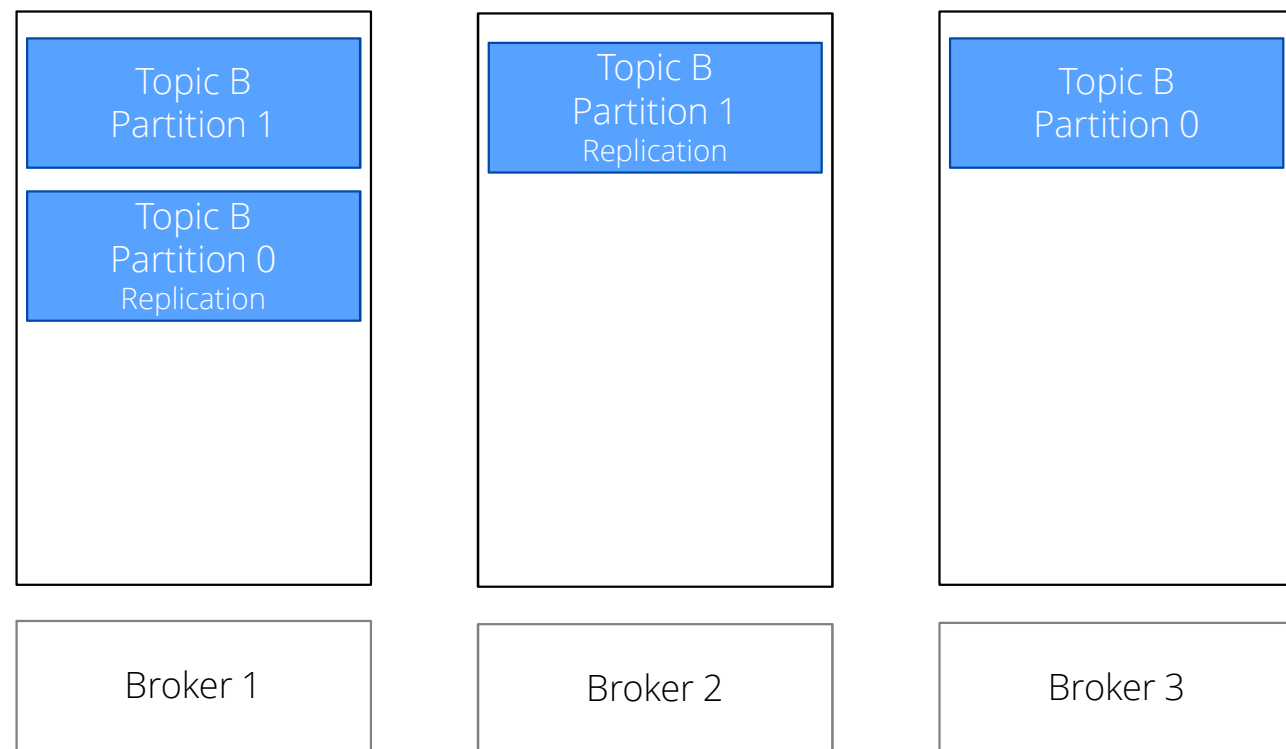 Topic B
Partition 1
Topic B
Partition 0
Replication
Broker 1
Topic B
Partition 1
Replication
Broker 2
Topic B
Partition 0
Broker 3